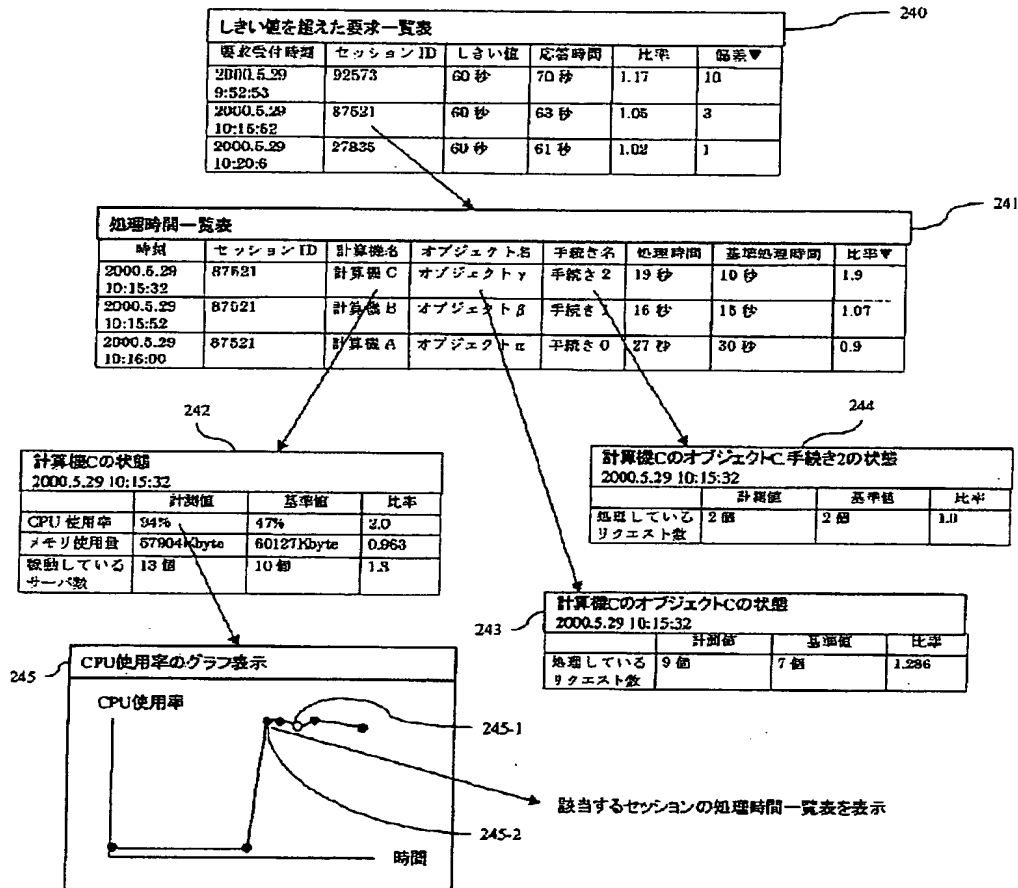 240
しきい値を超えた要求一覧表
要求受付時刻 セッションID しきい値 応答時間 比率 偏差▼
2000.5.29 92573 60秒 70秒 1.17 10
9:52:53
2000.5.29 87521 60秒 63秒 1.05 3
10:15:52
2000.5.29 27835 60秒 61秒 1.02 1
10:20:6
241
処理時間一覧表
時刻 セッションID 計算機名 オブジェクト名 手続き名 処理時間 基準処理時間 比率▼
2000.5.29 87521 計算機C オブジェクトγ 手続き2 19秒 10秒 1.9
10:15:32
2000.5.29 87521 計算機B オブジェクトβ 手続き 16秒 15秒 1.07
10:15:52
2000.5.29 87521 計算機A オブジェクトα 手続き0 27秒 30秒 0.9
10:16:00
242
計算機Cの状態
2000.5.29 10:15:32
計測値 基準値 比率
CPU使用率 94% 47% 2.0
メモリ使用量 57904Kbyte 60127Kbyte 0.963
稼動している 13個 10個 1.3
サーバ数
244
計算機CのオブジェクトC.手続き2の状態
2000.5.29 10:15:32
計測値 基準値 比率
処理している 2個 2個 1.0
リクエスト数
243
計算機CのオブジェクトCの状態
2000.5.29 10:15:32
計測値 基準値 比率
処理している 9個 7個 1.286
リクエスト数
245
CPU使用率のグラフ表示
CPU使用率
245-1
245-2
時間
該当するセッションの処理時間一覧表を表示